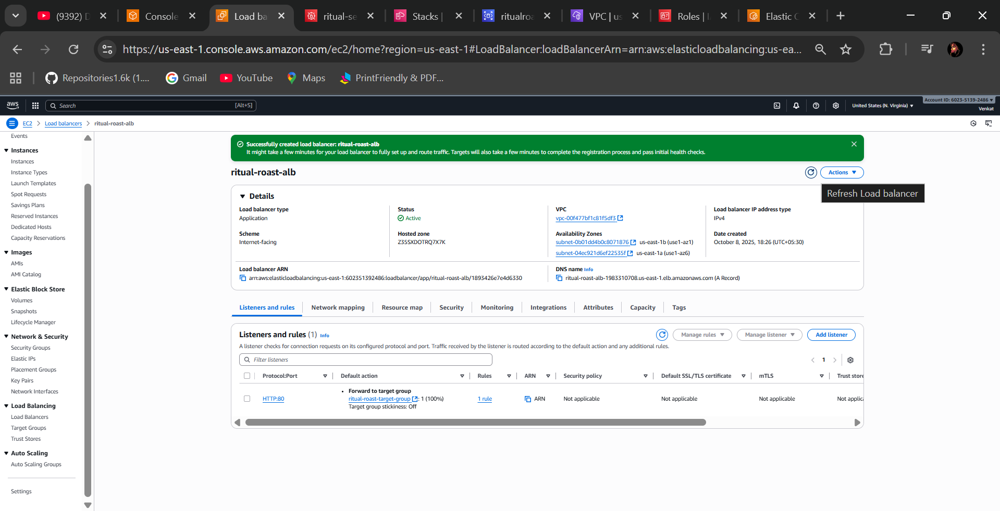 (9392) D
Console
Load ba
ritual-se
Stacks |
ritualroa
VPC | us
Roles | I
Elastic C
https://us-east-1.console.aws.amazon.com/ec2/home?region=us-east-1#LoadBalancer:loadBalancerArn=arn:aws:elasticloadbalancing:us-ea...
Repositories1.6k (1....
Gmail
YouTube
Maps
PrintFriendly & PDF...
aws
Search [Alt+S]
United States (N. Virginia)
Account ID: 6023-5139-2486
Venkat
EC2 > Load balancers > ritual-roast-alb
Events
Instances
Instances
Instance Types
Launch Templates
Spot Requests
Savings Plans
Reserved Instances
Dedicated Hosts
Capacity Reservations
Images
AMIs
AMI Catalog
Elastic Block Store
Volumes
Snapshots
Lifecycle Manager
Network & Security
Security Groups
Elastic IPs
Placement Groups
Key Pairs
Network Interfaces
Load Balancing
Load Balancers
Target Groups
Trust Stores
Auto Scaling
Auto Scaling Groups
Settings
Successfully created load balancer: ritual-roast-alb
It might take a few minutes for your load balancer to fully set up and route traffic. Targets will also take a few minutes to complete the registration process and pass initial health checks.
ritual-roast-alb
Actions
Refresh Load balancer
Details
Load balancer type
Application
Status
Active
VPC
vpc-00f477bf1c81f5df3
Load balancer IP address type
IPv4
Scheme
Internet-facing
Hosted zone
Z35SXDOTRQ7X7K
Availability Zones
subnet-0b01dd4b0c8071876 us-east-1b (use1-az1)
subnet-04ec921d6ef22535f us-east-1a (use1-az6)
Date created
October 8, 2025, 18:26 (UTC+05:30)
Load balancer ARN
arn:aws:elasticloadbalancing:us-east-1:602351392486:loadbalancer/app/ritual-roast-alb/1893426e7e4d6330
DNS name Info
ritual-roast-alb-1983310708.us-east-1.elb.amazonaws.com (A Record)
Listeners and rules
Network mapping
Resource map
Security
Monitoring
Integrations
Attributes
Capacity
Tags
Listeners and rules (1) Info
Manage rules
Manage listener
Add listener
A listener checks for connection requests on its configured protocol and port. Traffic received by the listener is routed according to the default action and any additional rules.
Filter listeners
1
Protocol:Port Default action Rules ARN Security policy Default SSL/TLS certificate mTLS Trust store
HTTP:80
• Forward to target group
ritual-roast-target-group : 1 (100%)
Target group stickiness: Off
1 rule
ARN
Not applicable
Not applicable
Not applicable
Not applica